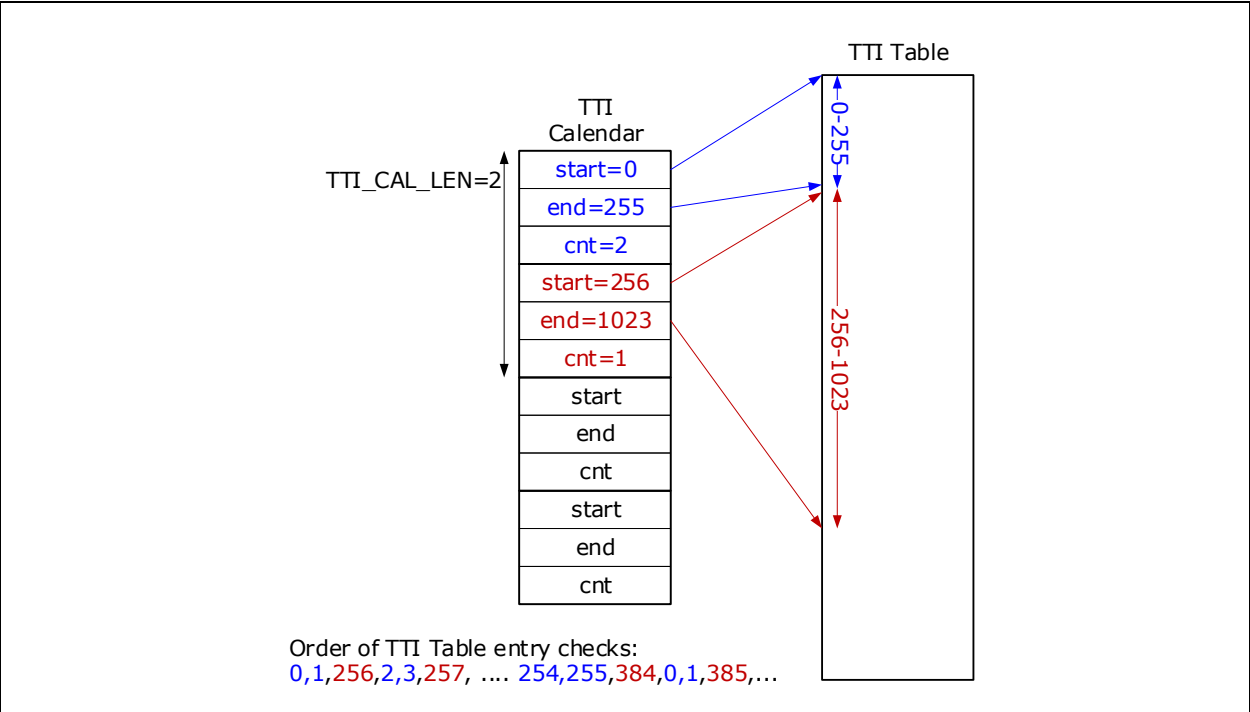 TTI Table
TTI
Calendar
TTI_CAL_LEN=2
start=0
end=255
cnt=2
start=256
end=1023
cnt=1
start
end
cnt
start
end
cnt
0-255
256-1023
Order of TTI Table entry checks:
0,1,256,2,3,257, .... 254,255,384,0,1,385,...